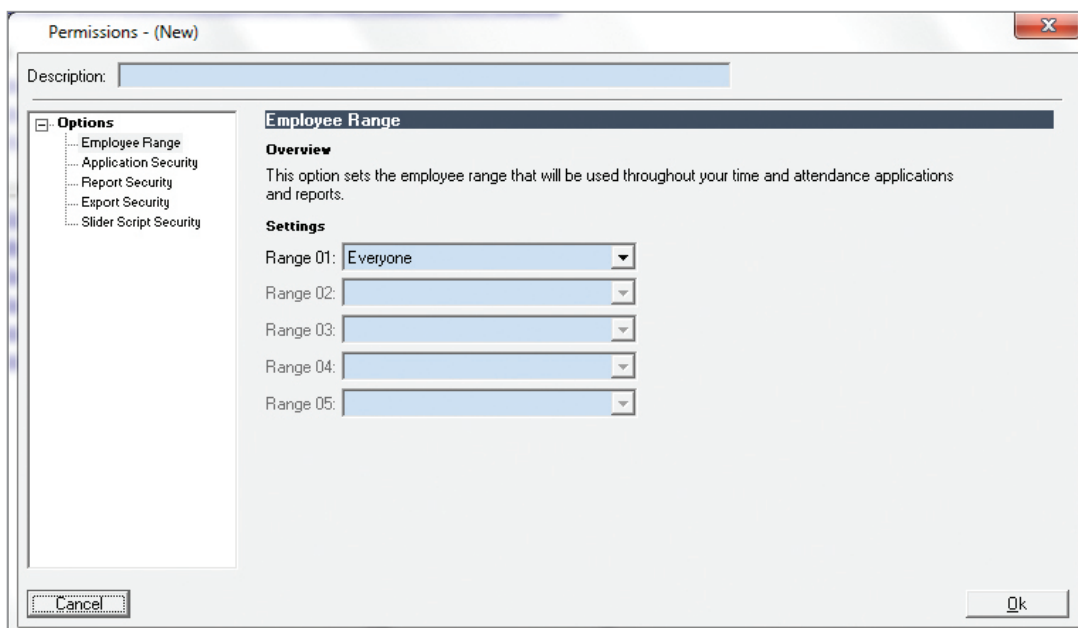 Permissions - (New)
Description:
Options
Employee Range
Application Security
Report Security
Export Security
Slider Script Security
Employee Range
Overview
This option sets the employee range that will be used throughout your time and attendance applications
and reports.
Settings
Range 01: Everyone
Range 02:
Range 03:
Range 04:
Range 05:
Cancel
Ok